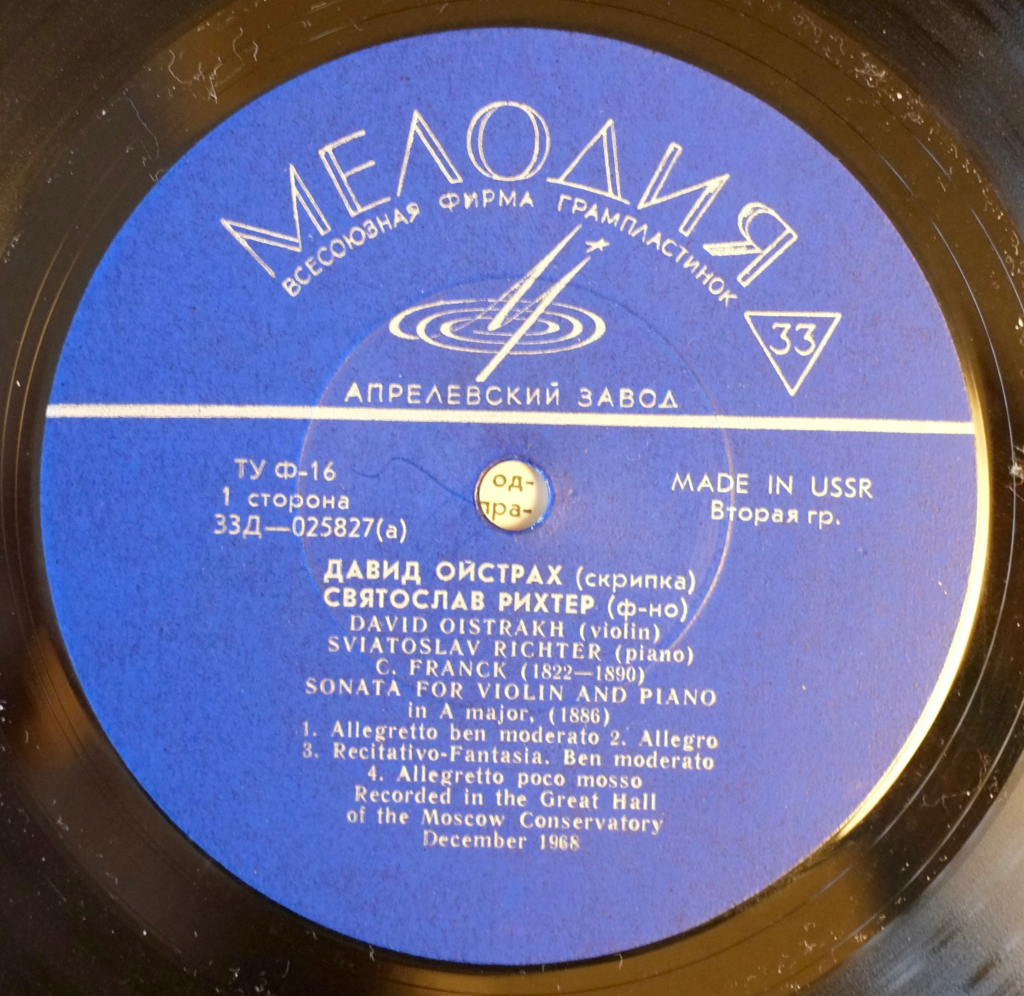 МЕЛОДИЯ
ВСЕСОЮЗНАЯ ФИРМА ГРАМПЛАСТИНОК
33
АПРЕЛЕВСКИЙ ЗАВОД
ТУ Ф-16
1 сторона
33Д—025827(а)
од-
пра-
MADE IN USSR
Вторая гр.
ДАВИД ОЙСТРАХ (скрипка)
СВЯТОСЛАВ РИХТЕР (ф-но)
DAVID OISTRAKH (violin)
SVIATOSLAV RICHTER (piano)
C. FRANCK (1822—1890)
SONATA FOR VIOLIN AND PIANO
in A major, (1886)
1. Allegretto ben moderato 2. Allegro
3. Recitativo-Fantasia. Ben moderato
4. Allegretto poco mosso
Recorded in the Great Hall
of the Moscow Conservatory
December 1968